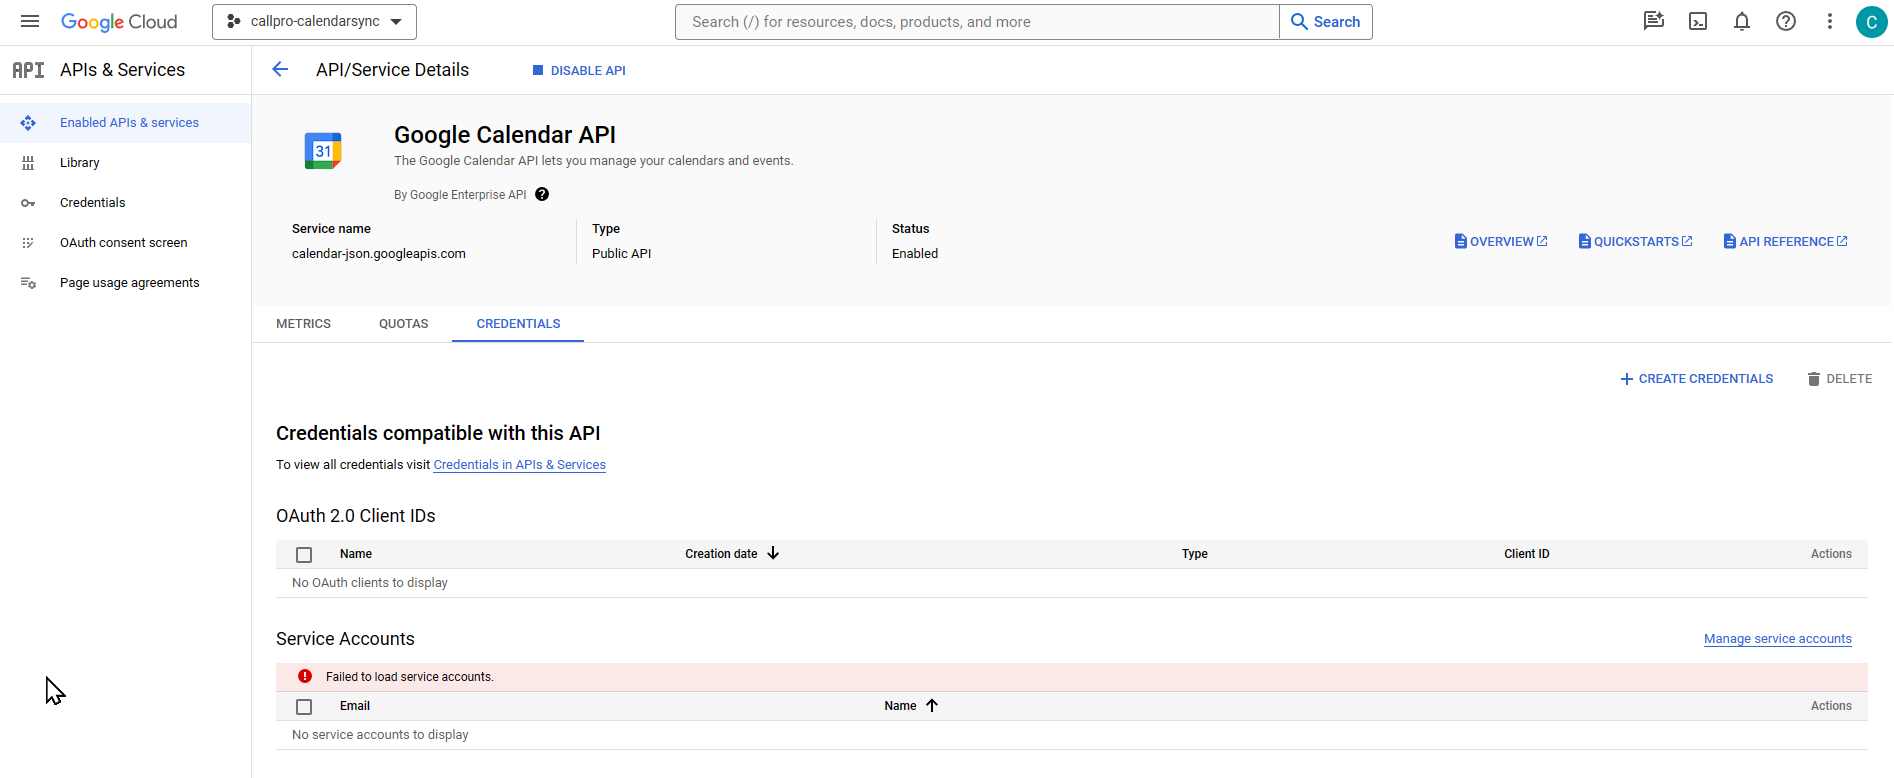 Google Cloud
callpro-calendarsync
Search (/) for resources, docs, products, and more
Search
C
API
APIs & Services
API/Service Details
DISABLE API
Enabled APIs & services
Library
Credentials
OAuth consent screen
Page usage agreements
31
Google Calendar API
The Google Calendar API lets you manage your calendars and events.
By Google Enterprise API
Service name
calendar-json.googleapis.com
Type
Public API
Status
Enabled
OVERVIEW
QUICKSTARTS
API REFERENCE
METRICS
QUOTAS
CREDENTIALS
CREATE CREDENTIALS
DELETE
Credentials compatible with this API
To view all credentials visit Credentials in APIs & Services
OAuth 2.0 Client IDs
Name
Creation date
Type
Client ID
Actions
No OAuth clients to display
Service Accounts
Manage service accounts
Failed to load service accounts.
Email
Name
Actions
No service accounts to display